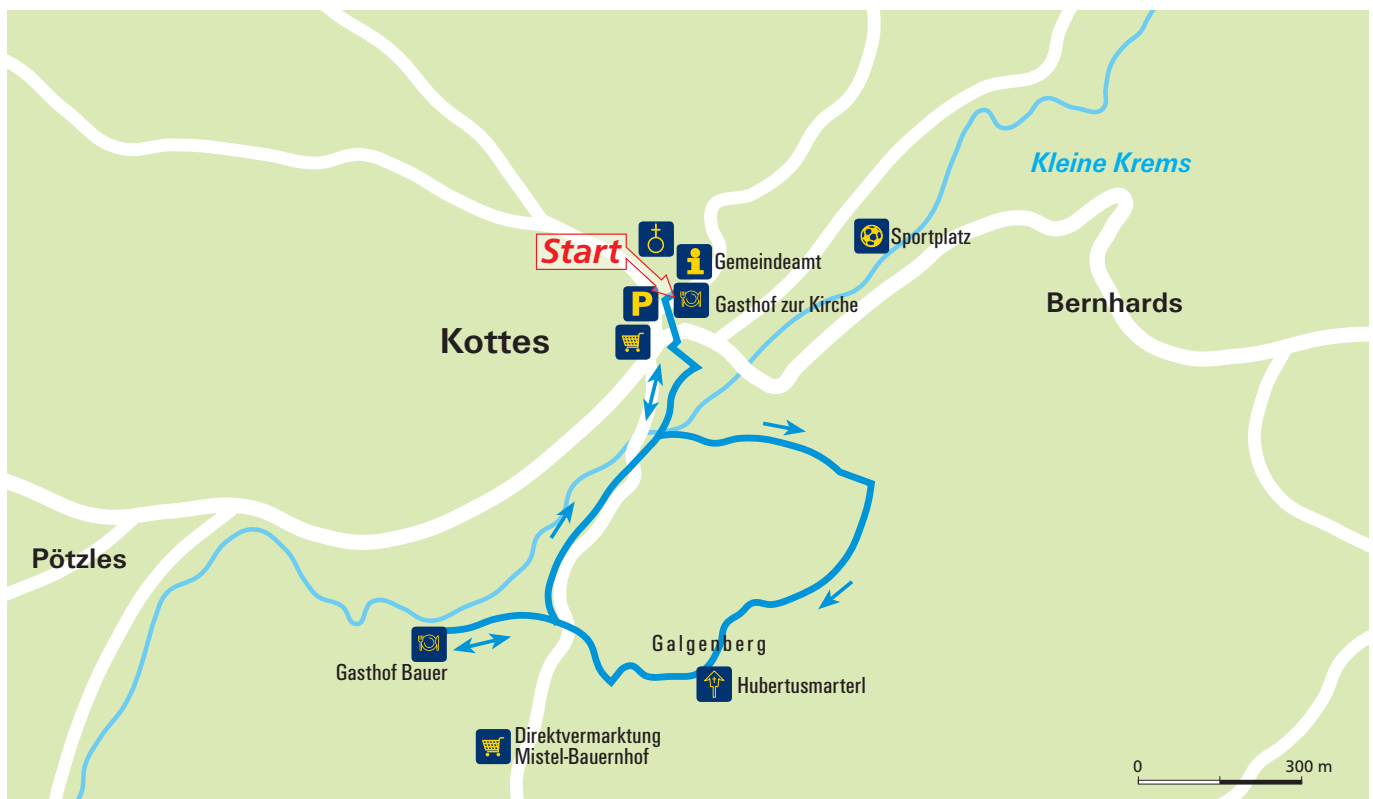 Kleine Krems
Sportplatz
Start
Gemeindeamt
Bernhards
P
Gasthof zur Kirche
Kottes
Pötzles
Galgenberg
Gasthof Bauer
Hubertusmarterl
Direktvermarktung
Mistel-Bauernhof
0 300 m